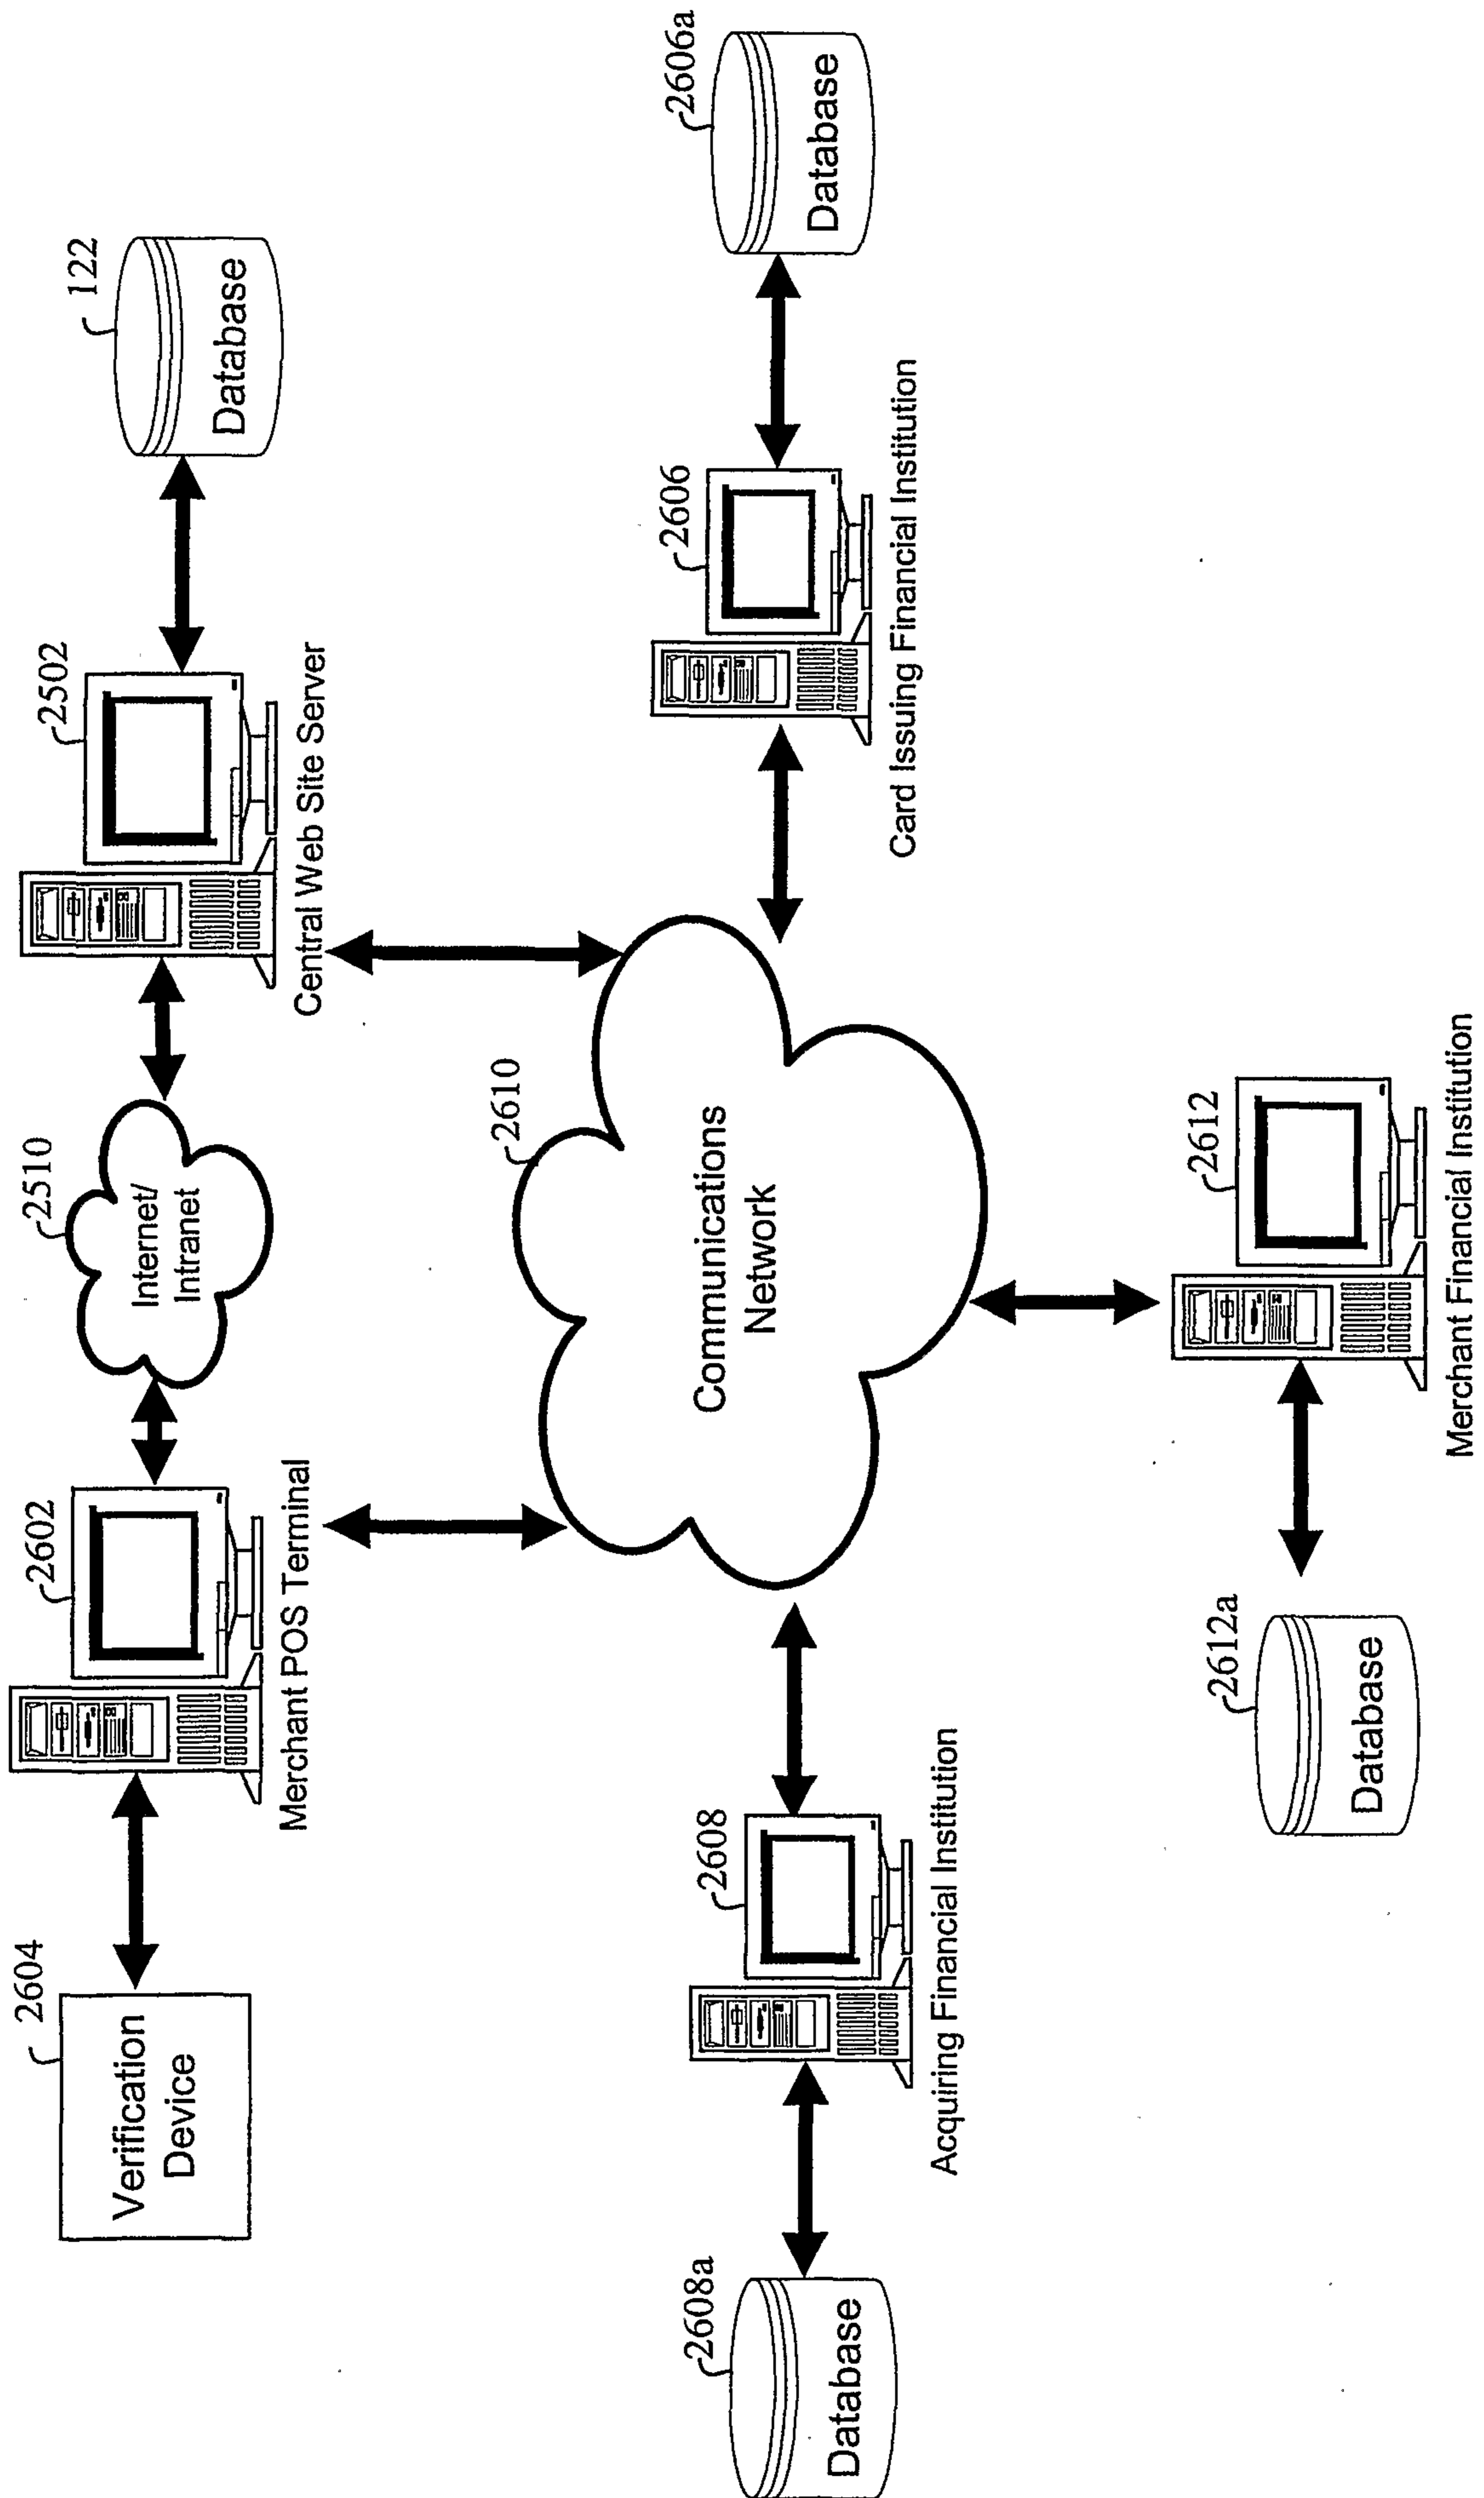 2604
Verification
Device
2602
Merchant POS Terminal
2510
Internet/
Intranet
2502
Central Web Site Server
122
Database
2610
Communications
Network
2608a
Database
2608
Acquiring Financial Institution
2606
Card Issuing Financial Institution
2606a
Database
2612a
Database
2612
Merchant Financial Institution